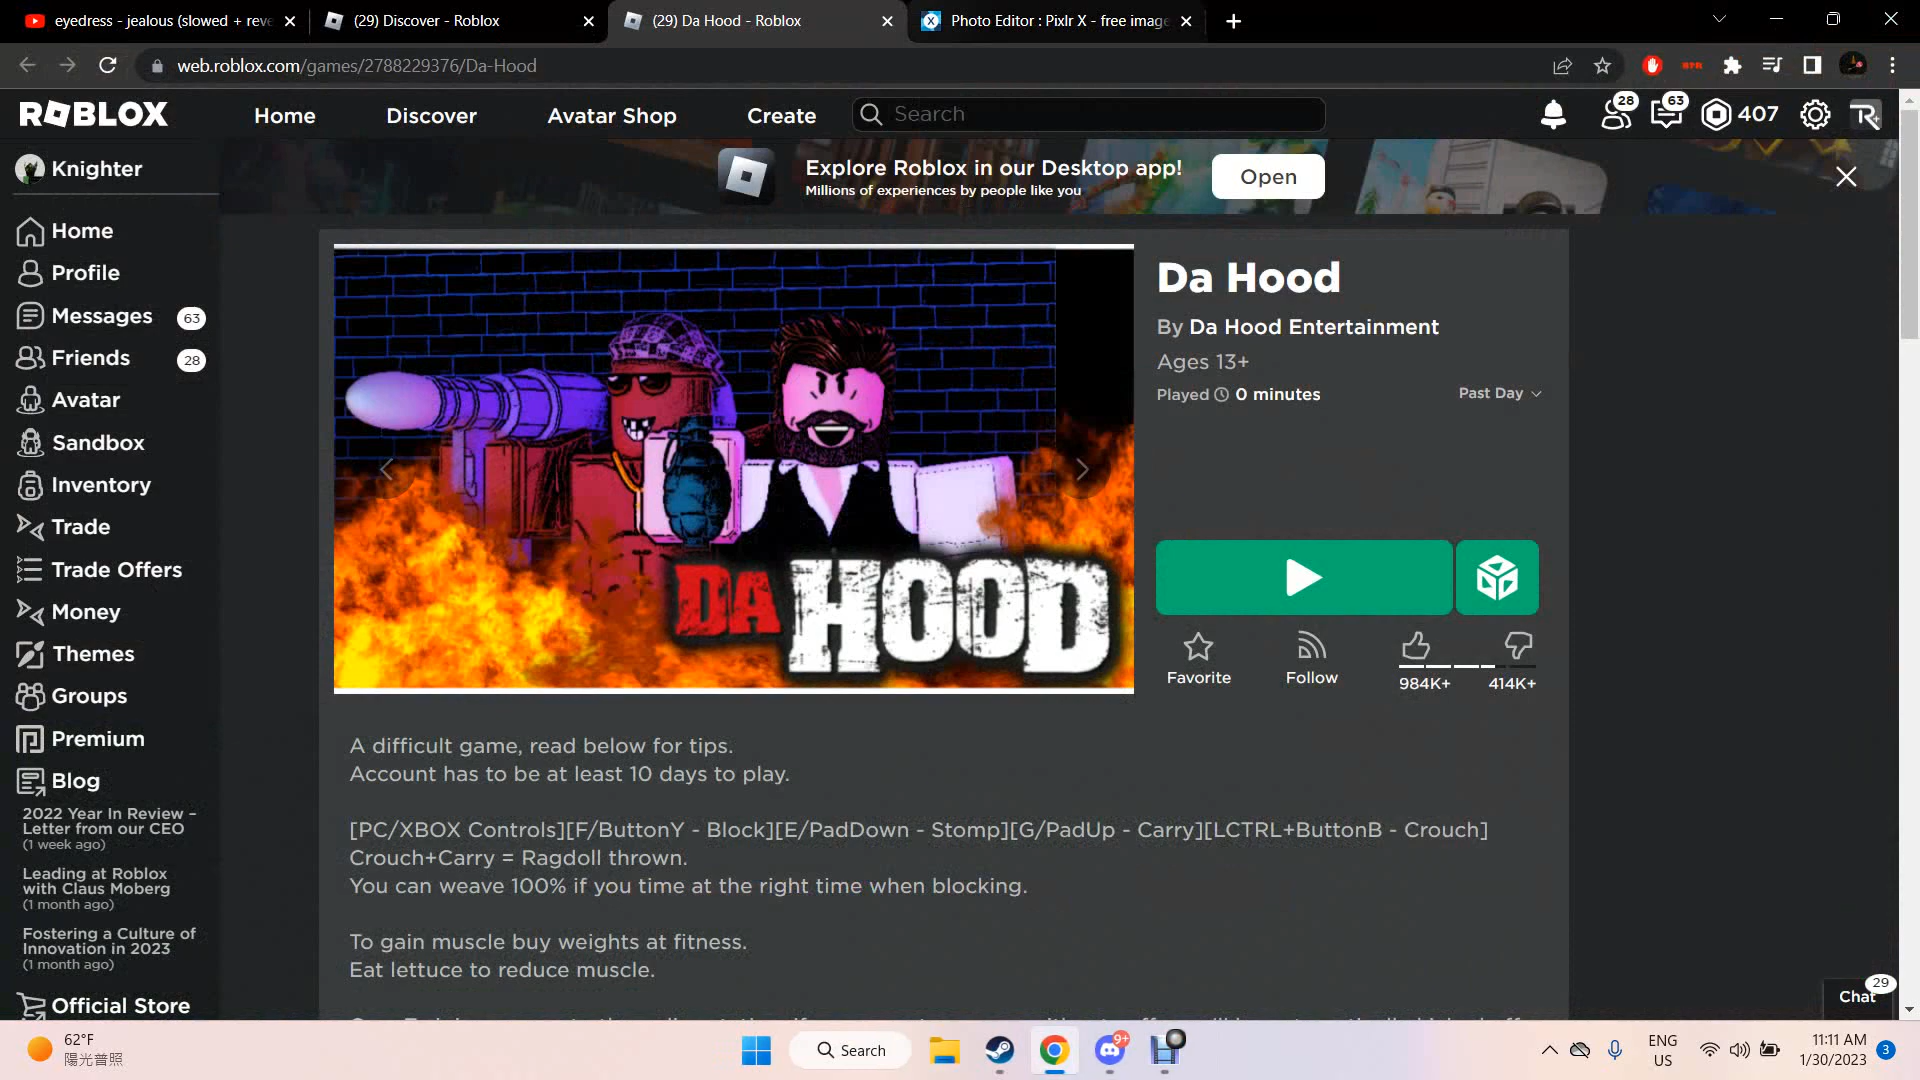 eyedress - jealous (slowed + reve
(29) Discover - Roblox
(29) Da Hood - Roblox
Photo Editor : Pixlr X - free image
web.roblox.com/games/2788229376/Da-Hood
ROBLOX
Home
Discover
Avatar Shop
Create
Search
28
63
407
Knighter
Explore Roblox in our Desktop app!
Millions of experiences by people like you
Open
Home
Profile
Messages
63
Friends
28
Avatar
Sandbox
Inventory
Trade
Trade Offers
Money
Themes
Groups
Premium
Blog
2022 Year In Review –
Letter from our CEO
(1 week ago)
Leading at Roblox
with Claus Moberg
(1 month ago)
Fostering a Culture of
Innovation in 2023
(1 month ago)
Official Store
DA HOOD
Da Hood
By Da Hood Entertainment
Ages 13+
Played 0 minutes
Past Day
Favorite
Follow
984K+
414K+
A difficult game, read below for tips.
Account has to be at least 10 days to play.
[PC/XBOX Controls][F/ButtonY - Block][E/PadDown - Stomp][G/PadUp - Carry][LCTRL+ButtonB - Crouch]
Crouch+Carry = Ragdoll thrown.
You can weave 100% if you time at the right time when blocking.
To gain muscle buy weights at fitness.
Eat lettuce to reduce muscle.
Chat
29
62°F
陽光普照
Search
9+
ENG
US
11:11 AM
1/30/2023
3